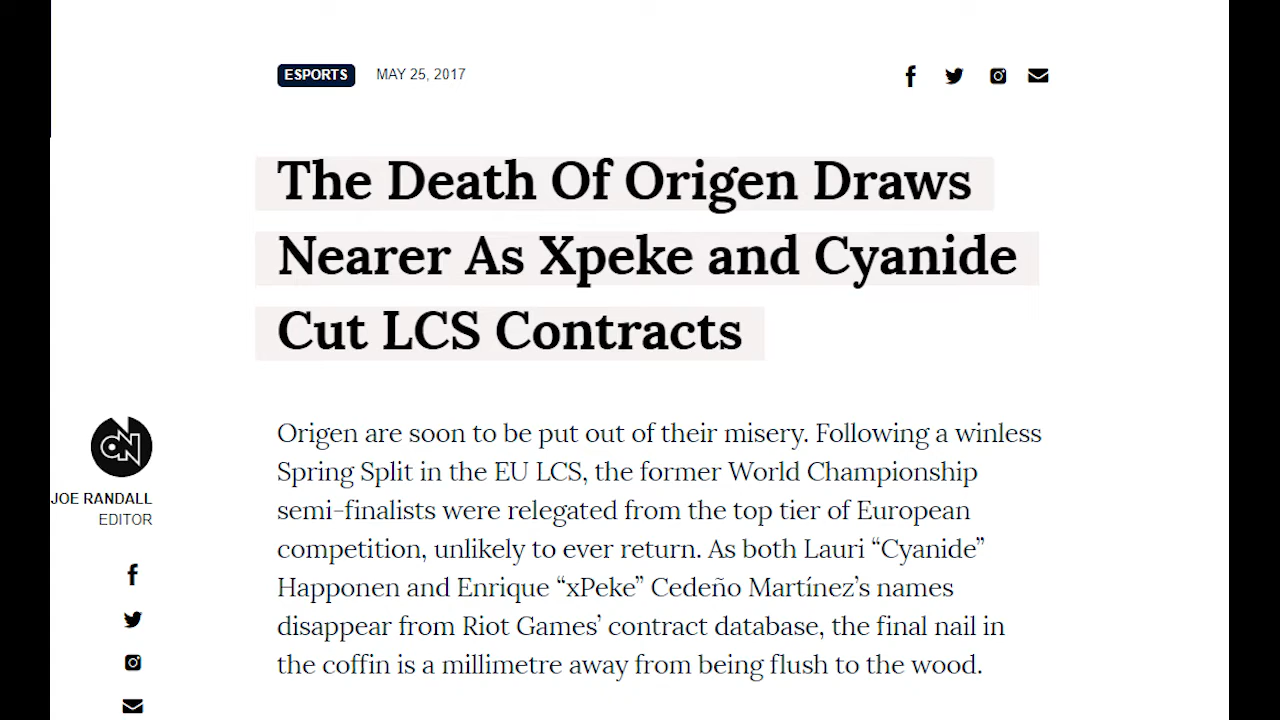 ESPORTS MAY 25, 2017
The Death Of Origen Draws
Nearer As Xpeke and Cyanide
Cut LCS Contracts
JOE RANDALL
EDITOR
Origen are soon to be put out of their misery. Following a winless
Spring Split in the EU LCS, the former World Championship
semi-finalists were relegated from the top tier of European
competition, unlikely to ever return. As both Lauri “Cyanide”
Happonen and Enrique “xPeke” Cedeño Martínez’s names
disappear from Riot Games’ contract database, the final nail in
the coffin is a millimetre away from being flush to the wood.